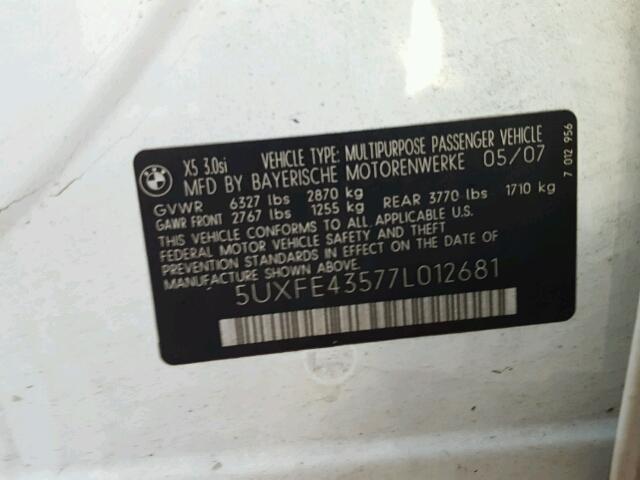 BMW
X5 3.0si VEHICLE TYPE: MULTIPURPOSE PASSENGER VEHICLE
MFD BY BAYERISCHE MOTORENWERKE 05/07
GVWR 6327 lbs 2870 kg
GAWR FRONT 2767 lbs 1255 kg REAR 3770 lbs 1710 kg
THIS VEHICLE CONFORMS TO ALL APPLICABLE U.S.
FEDERAL MOTOR VEHICLE SAFETY AND THEFT
PREVENTION STANDARDS IN EFFECT ON THE DATE OF
MANUFACTURE SHOWN ABOVE.
5UXFE43577L012681
7 012 956